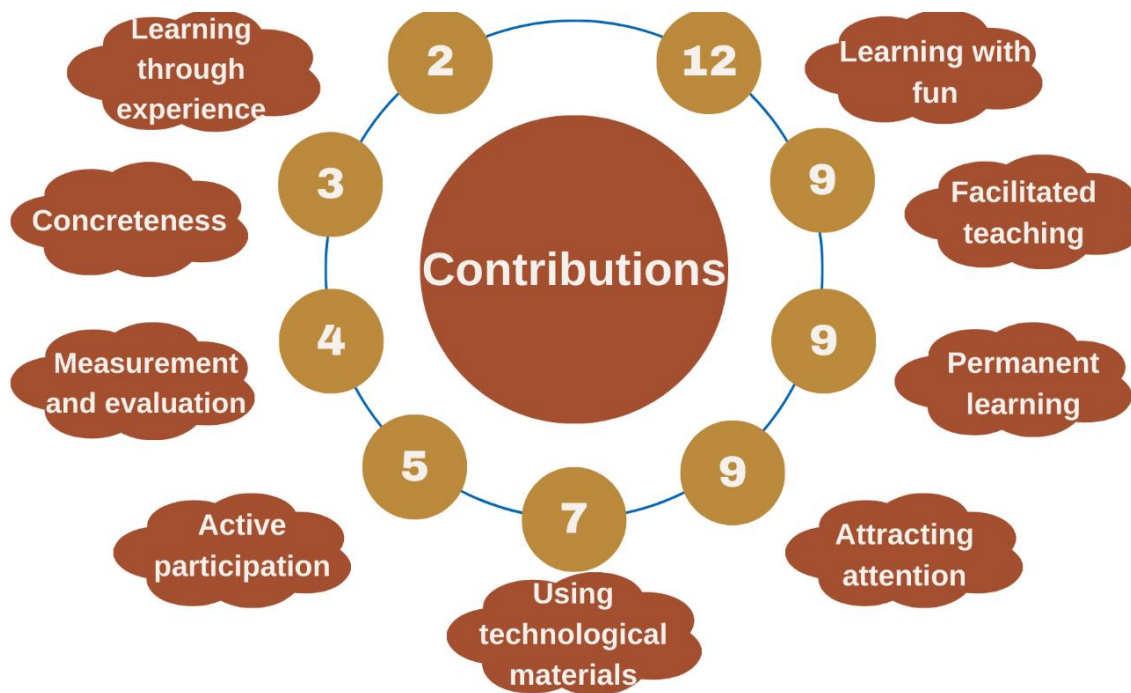 Learning
through
experience
2
12
Learning with
fun
3
9
Concreteness
Facilitated
teaching
Contributions
Measurement
and evaluation
4
9
Permanent
learning
5
9
7
Active
participation
Attracting
attention
Using
technological
materials